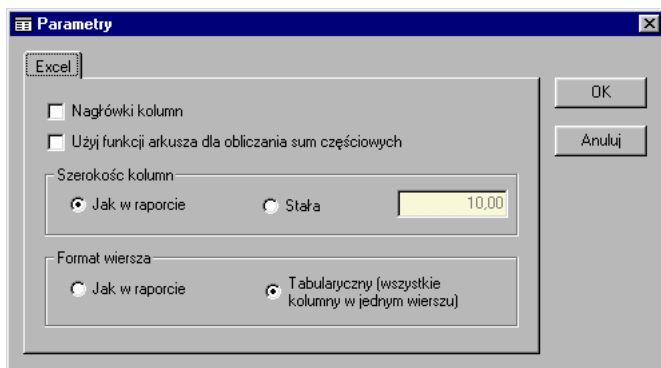 Parametry
Excel
OK
Nagłówki kolumn
Użyj funkcji arkusza dla obliczania sum częściowych
Anuluj
Szerokośc kolumn
Jak w raporcie
Stała
10,00
Format wiersza
Jak w raporcie
Tabularyczny (wszystkie
kolumny w jednym wierszu)